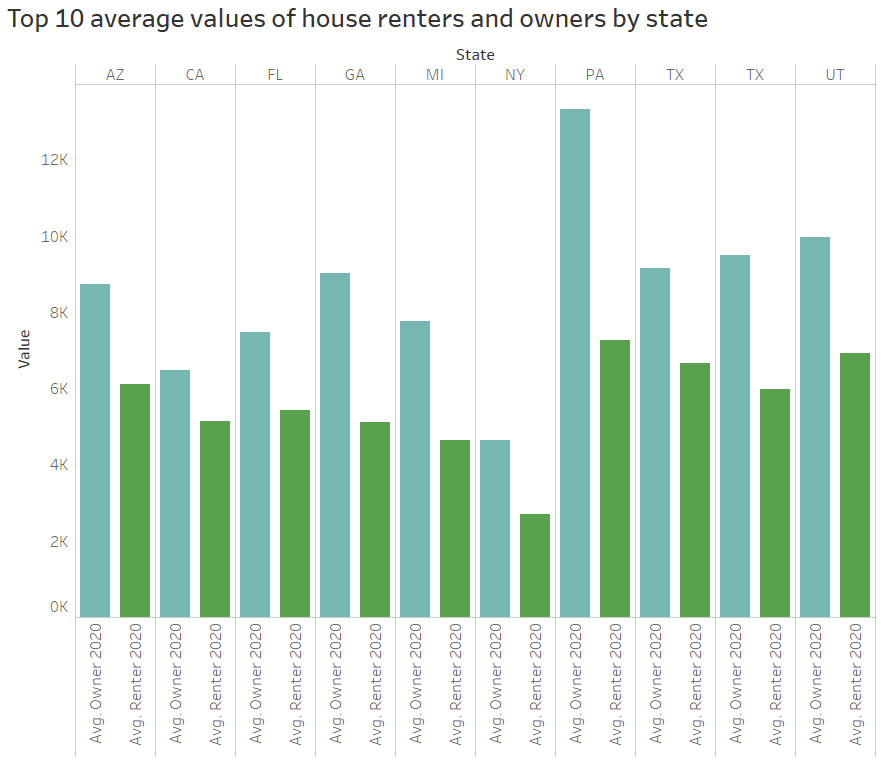 Top 10 average values of house renters and owners by state
State
AZ CA FL GA MI NY PA TX TX UT
Value
12K
10K
8K
6K
4K
2K
0K
Avg. Owner 2020
Avg. Renter 2020
Avg. Owner 2020
Avg. Renter 2020
Avg. Owner 2020
Avg. Renter 2020
Avg. Owner 2020
Avg. Renter 2020
Avg. Owner 2020
Avg. Renter 2020
Avg. Owner 2020
Avg. Renter 2020
Avg. Owner 2020
Avg. Renter 2020
Avg. Owner 2020
Avg. Renter 2020
Avg. Owner 2020
Avg. Renter 2020
Avg. Owner 2020
Avg. Renter 2020